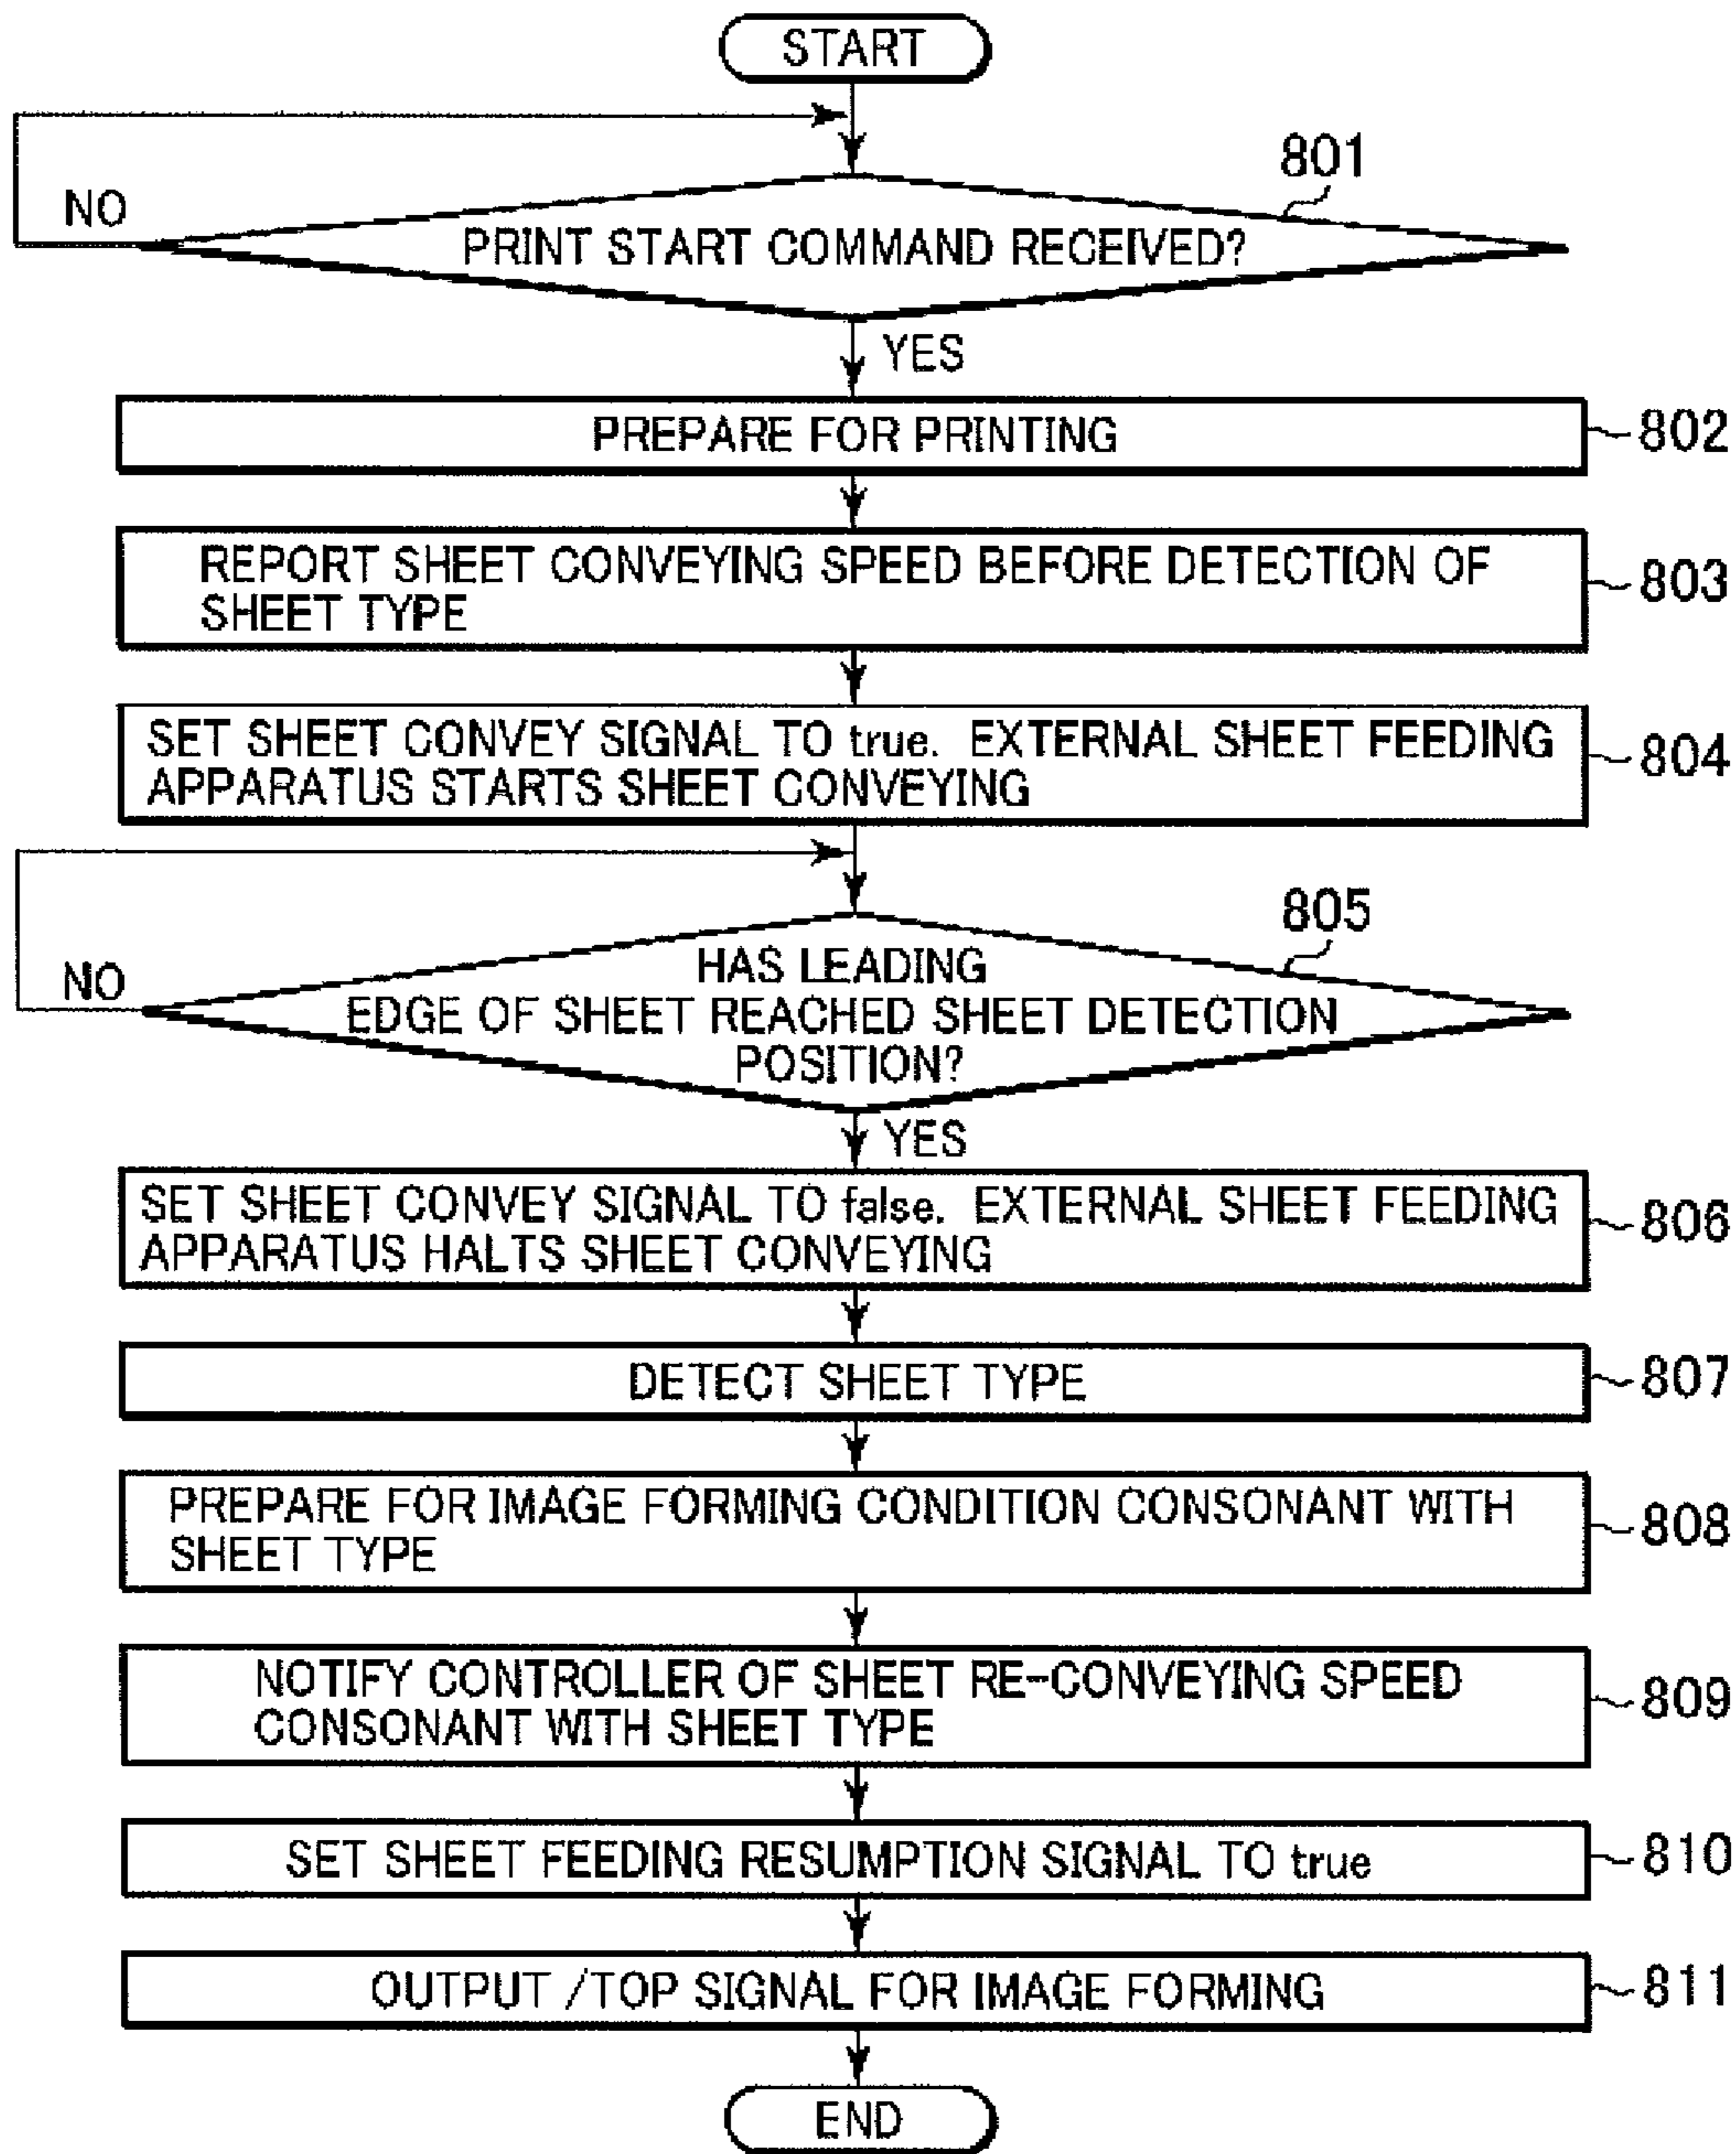 START
801
NO
PRINT START COMMAND RECEIVED?
YES
PREPARE FOR PRINTING
802
REPORT SHEET CONVEYING SPEED BEFORE DETECTION OF
SHEET TYPE
803
SET SHEET CONVEY SIGNAL TO true. EXTERNAL SHEET FEEDING
APPARATUS STARTS SHEET CONVEYING
804
805
HAS LEADING
NO
EDGE OF SHEET REACHED SHEET DETECTION
POSITION?
YES
SET SHEET CONVEY SIGNAL TO false. EXTERNAL SHEET FEEDING
APPARATUS HALTS SHEET CONVEYING
806
DETECT SHEET TYPE
807
PREPARE FOR IMAGE FORMING CONDITION CONSONANT WITH
SHEET TYPE
808
NOTIFY CONTROLLER OF SHEET RE-CONVEYING SPEED
CONSONANT WITH SHEET TYPE
809
SET SHEET FEEDING RESUMPTION SIGNAL TO true
810
OUTPUT /TOP SIGNAL FOR IMAGE FORMING
811
END